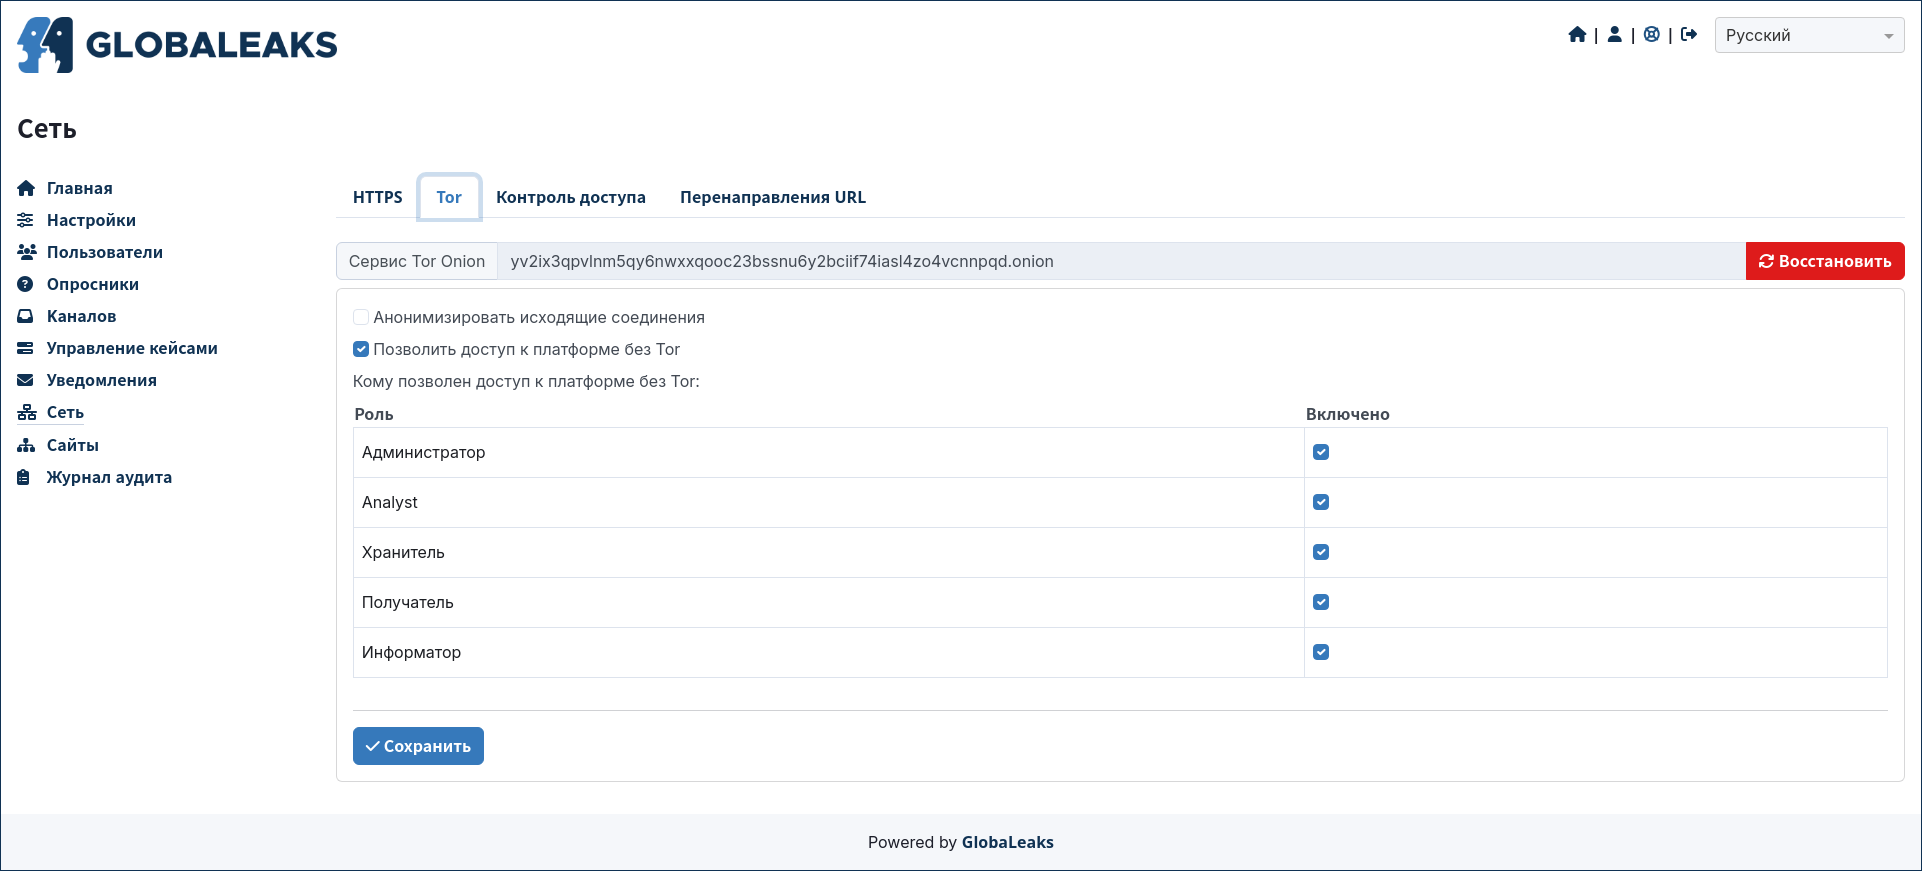 GLOBALEAKS
| | |
Русский
Сеть
Главная
Настройки
Пользователи
Опросники
Каналов
Управление кейсами
Уведомления
Сеть
Сайты
Журнал аудита
HTTPS Tor Контроль доступа Перенаправления URL
Сервис Tor Onion yv2ix3qpvlnm5qy6nwxxqooc23bssnu6y2bciif74iasl4zo4vcnnpqd.onion Восстановить
Анонимизировать исходящие соединения
Позволить доступ к платформе без Tor
Кому позволен доступ к платформе без Tor:
Роль Включено
Администратор
Analyst
Хранитель
Получатель
Информатор
Сохранить
Powered by GlobaLeaks